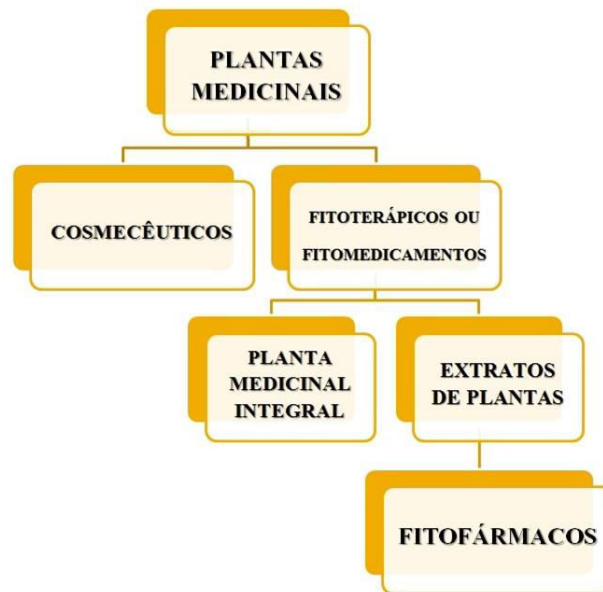 PLANTAS
MEDICINAIS
COSMECÊUTICOS
FITOTERÁPICOS OU
FITOMEDICAMENTOS
PLANTA
MEDICINAL
INTEGRAL
EXTRATOS
DE PLANTAS
FITOFÁRMACOS